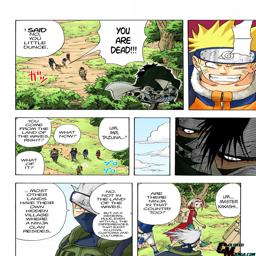 YOU
ARE
DEAD!!!
I SAID
NO,
YOU
LITTLE
DUNCE.
UM,
MR.
TAZUNA...
WHAT
NOW?
YOU
COME FROM
THE LAND
OF THE
WAVES,
RIGHT?
WHAT
OF IT?
UM...
MASTER
KAKASHI...
ARE
THERE
NINJA
IN THAT
COUNTRY
TOO?
NO.
NOT IN
THE LAND
OF THE
WAVES.
MOST
OTHER
LANDS
HAVE THEIR
OWN
HIDDEN
VILLAGE
WHERE
A NINJA
CLAN
RESIDES.